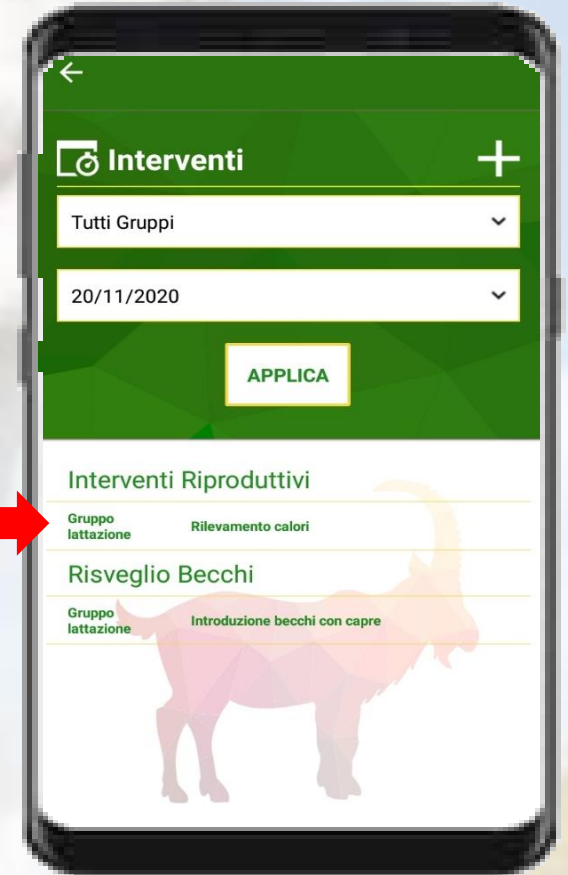 Interventi
Tutti Gruppi
20/11/2020
APPLICA
Interventi Riproduttivi
Gruppo
lattazione
Rilevamento calori
Risveglio Becchi
Gruppo
lattazione
Introduzione becchi con capre